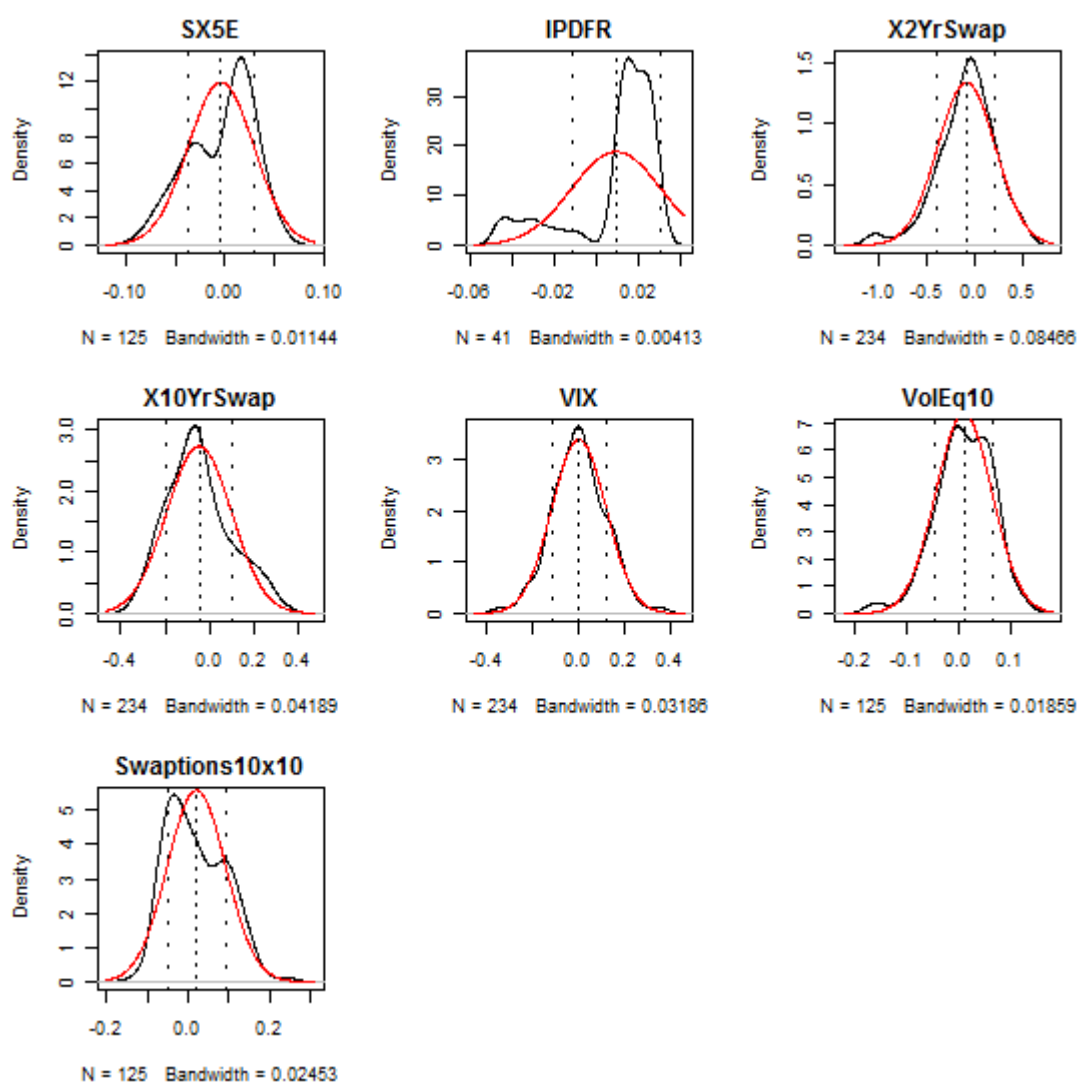 SX5E
IPDFR
X2YrSwap
Density
0 2 4 6 8 12
-0.10 0.00 0.10
N = 125 Bandwidth = 0.01144
Density
0 10 20 30
-0.06 -0.02 0.02
N = 41 Bandwidth = 0.00413
Density
0.0 0.5 1.0 1.5
-1.0 -0.5 0.0 0.5
N = 234 Bandwidth = 0.08466
X10YrSwap
VIX
VolEq10
Density
0.0 1.0 2.0 3.0
-0.4 0.0 0.2 0.4
N = 234 Bandwidth = 0.04189
Density
0 1 2 3
-0.4 0.0 0.2 0.4
N = 234 Bandwidth = 0.03186
Density
0 1 2 3 4 5 6 7
-0.2 -0.1 0.0 0.1
N = 125 Bandwidth = 0.01859
Swaptions10x10
Density
0 1 2 3 4 5
-0.2 0.0 0.2
N = 125 Bandwidth = 0.02453